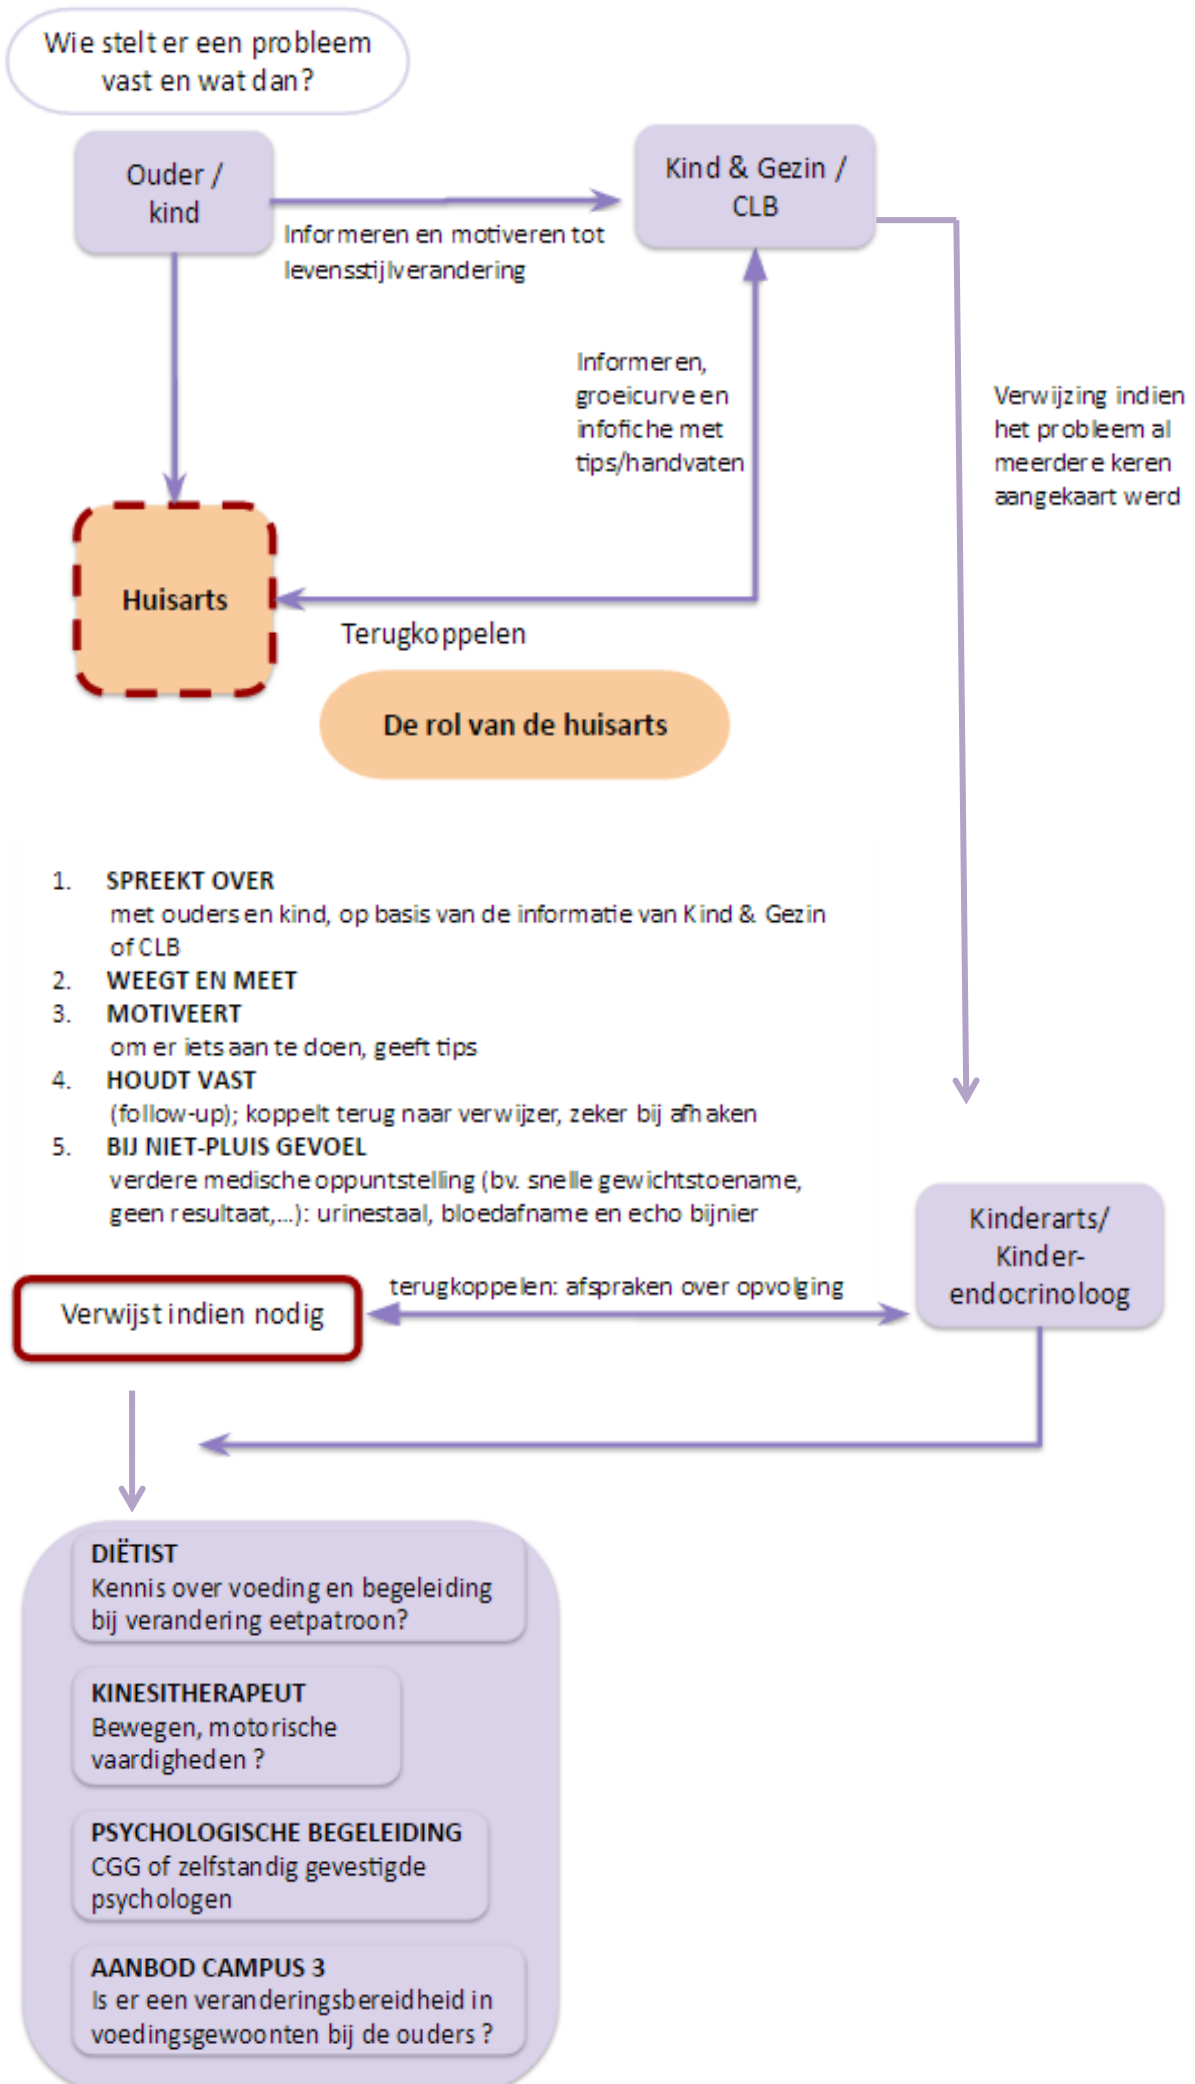 Wie stelt er een probleem
vast en wat dan?
Ouder /
kind
Kind & Gezin /
CLB
Informeren en motiveren tot
levensstijlverandering
Informeren,
groeicurve en
infofiche met
tips/handvaten
Verwijzing indien
het probleem al
meerdere keren
aangekaart werd
Huisarts
Terugkoppelen
De rol van de huisarts
1. SPREEKT OVER
met ouders en kind, op basis van de informatie van Kind & Gezin
of CLB
2. WEEGT EN MEET
3. MOTIVEERT
om er iets aan te doen, geeft tips
4. HOUDT VAST
(follow-up); koppelt terug naar verwijzer, zeker bij afhaken
5. BIJ NIET-PLUIS GEVOEL
verdere medische oppuntstelling (bv. snelle gewichtstoename,
geen resultaat,...): urinestaal, bloedafname en echo bijnier
Kinderarts/
Kinder-
endocrinoloog
terugkoppelen: afspraken over opvolging
Verwijst indien nodig
DIËTIST
Kennis over voeding en begeleiding
bij verandering eetpatroon?
KINESITHERAPEUT
Bewegen, motorische
vaardigheden ?
PSYCHOLOGISCHE BEGELEIDING
CGG of zelfstandig gevestigde
psychologen
AANBOD CAMPUS 3
Is er een veranderingsbereidheid in
voedingsgewoonten bij de ouders ?